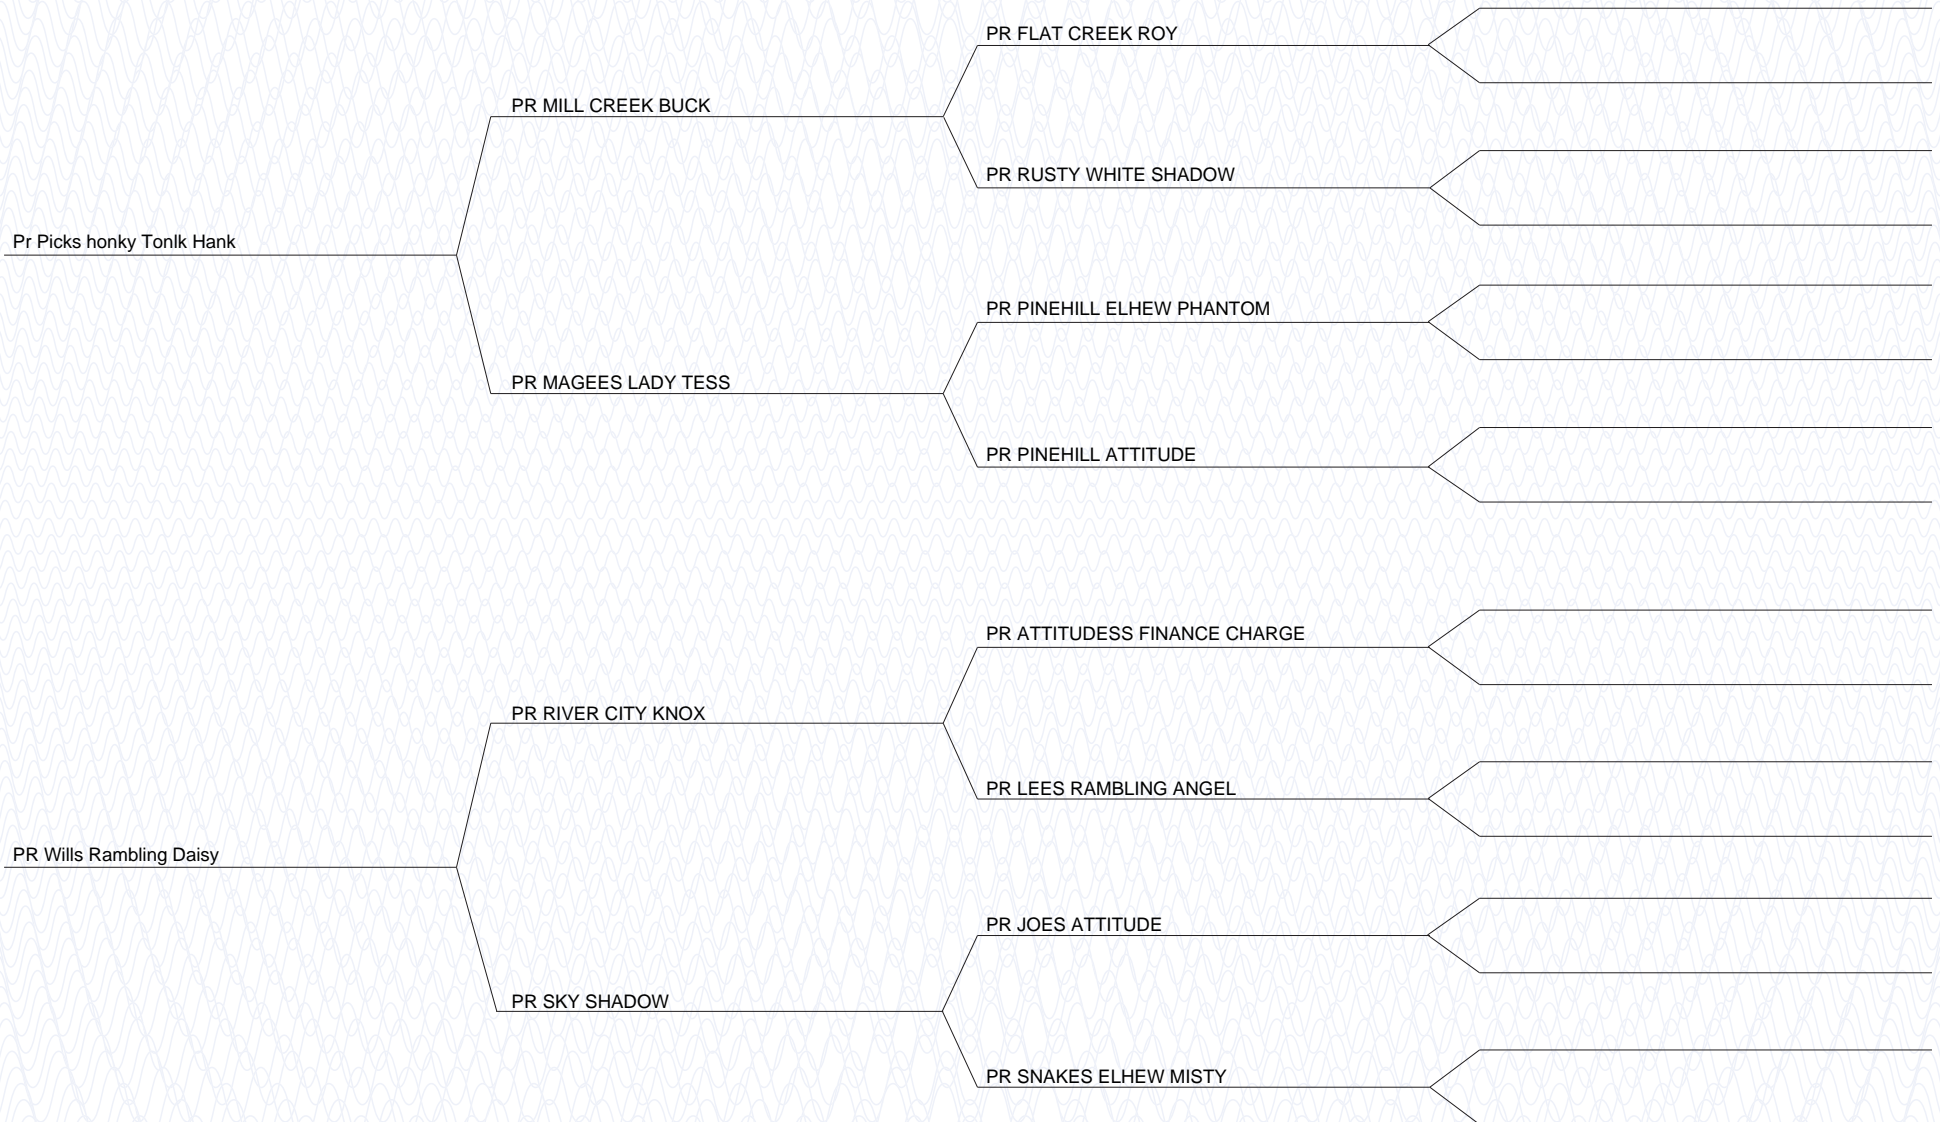 PR FLAT CREEK ROY
PR MILL CREEK BUCK
PR RUSTY WHITE SHADOW
Pr Picks honky Tonlk Hank
PR PINEHILL ELHEW PHANTOM
PR MAGEES LADY TESS
PR PINEHILL ATTITUDE
PR ATTITUDESS FINANCE CHARGE
PR RIVER CITY KNOX
PR LEES RAMBLING ANGEL
PR Wills Rambling Daisy
PR JOES ATTITUDE
PR SKY SHADOW
PR SNAKES ELHEW MISTY